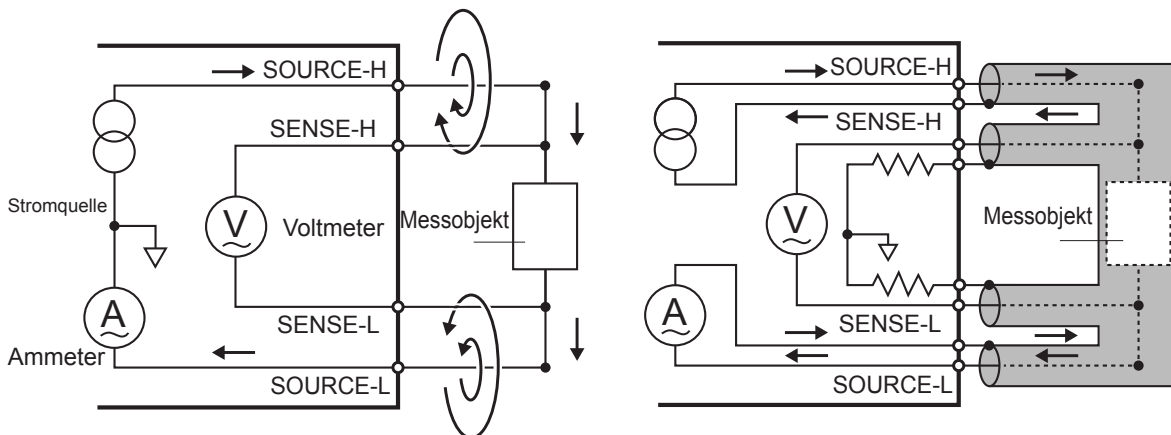 SOURCE-H
SENSE-H
Stromquelle
V
Voltmeter
Messobjekt
A
SENSE-L
Ammeter
SOURCE-L
SOURCE-H
SENSE-H
V
Messobjekt
A
SENSE-L
SOURCE-L